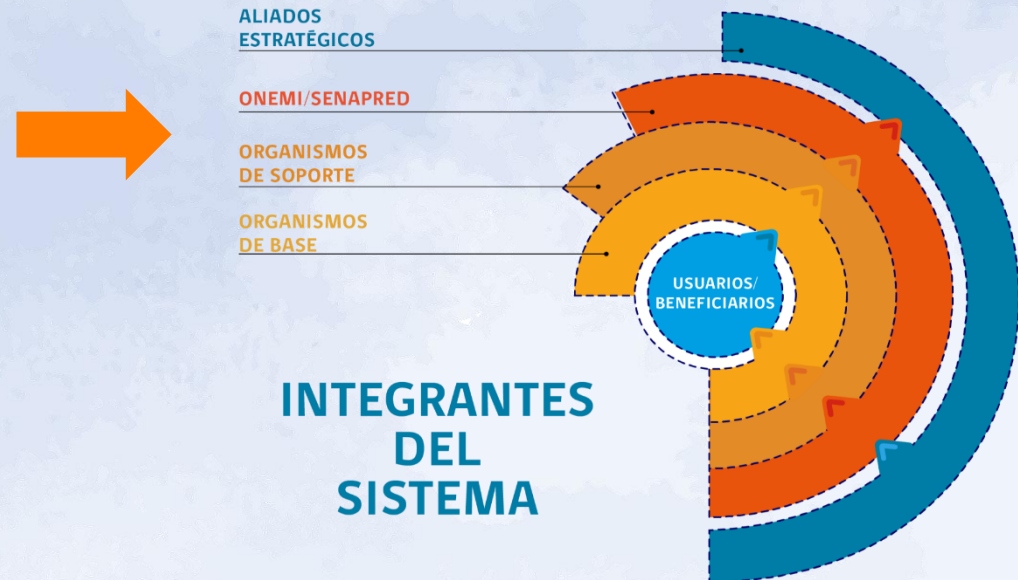 ALIADOS
ESTRATÉGICOS
ONEMI/SENAPRED
ORGANISMOS
DE SOPORTE
ORGANISMOS
DE BASE
USUARIOS/
BENEFICIARIOS
INTEGRANTES
DEL
SISTEMA